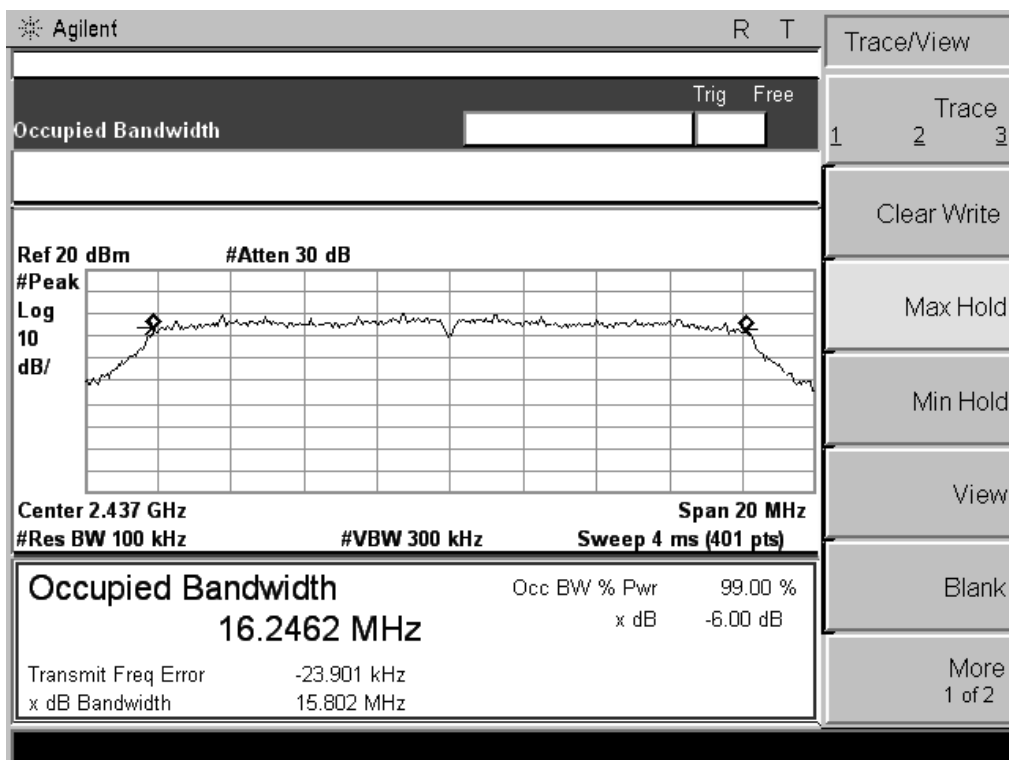 Agilent R T
Trig Free
Occupied Bandwidth
Ref 20 dBm #Atten 30 dB
#Peak
Log
10
dB/
Center 2.437 GHz Span 20 MHz
#Res BW 100 kHz #VBW 300 kHz Sweep 4 ms (401 pts)
Occupied Bandwidth
16.2462 MHz
Occ BW % Pwr 99.00 %
x dB -6.00 dB
Transmit Freq Error -23.901 kHz
x dB Bandwidth 15.802 MHz
Trace/View
Trace
1 2 3
Clear Write
Max Hold
Min Hold
View
Blank
More
1 of 2